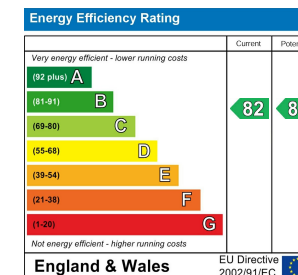 Energy Efficiency Rating
Current
Very energy efficient - lower running costs
(92 plus) A
(81-91) B
82
(69-80) C
(55-68) D
(39-54) E
(21-38) F
(1-20) G
Not energy efficient - higher running costs
England & Wales
EU Directive
2002/91/EC